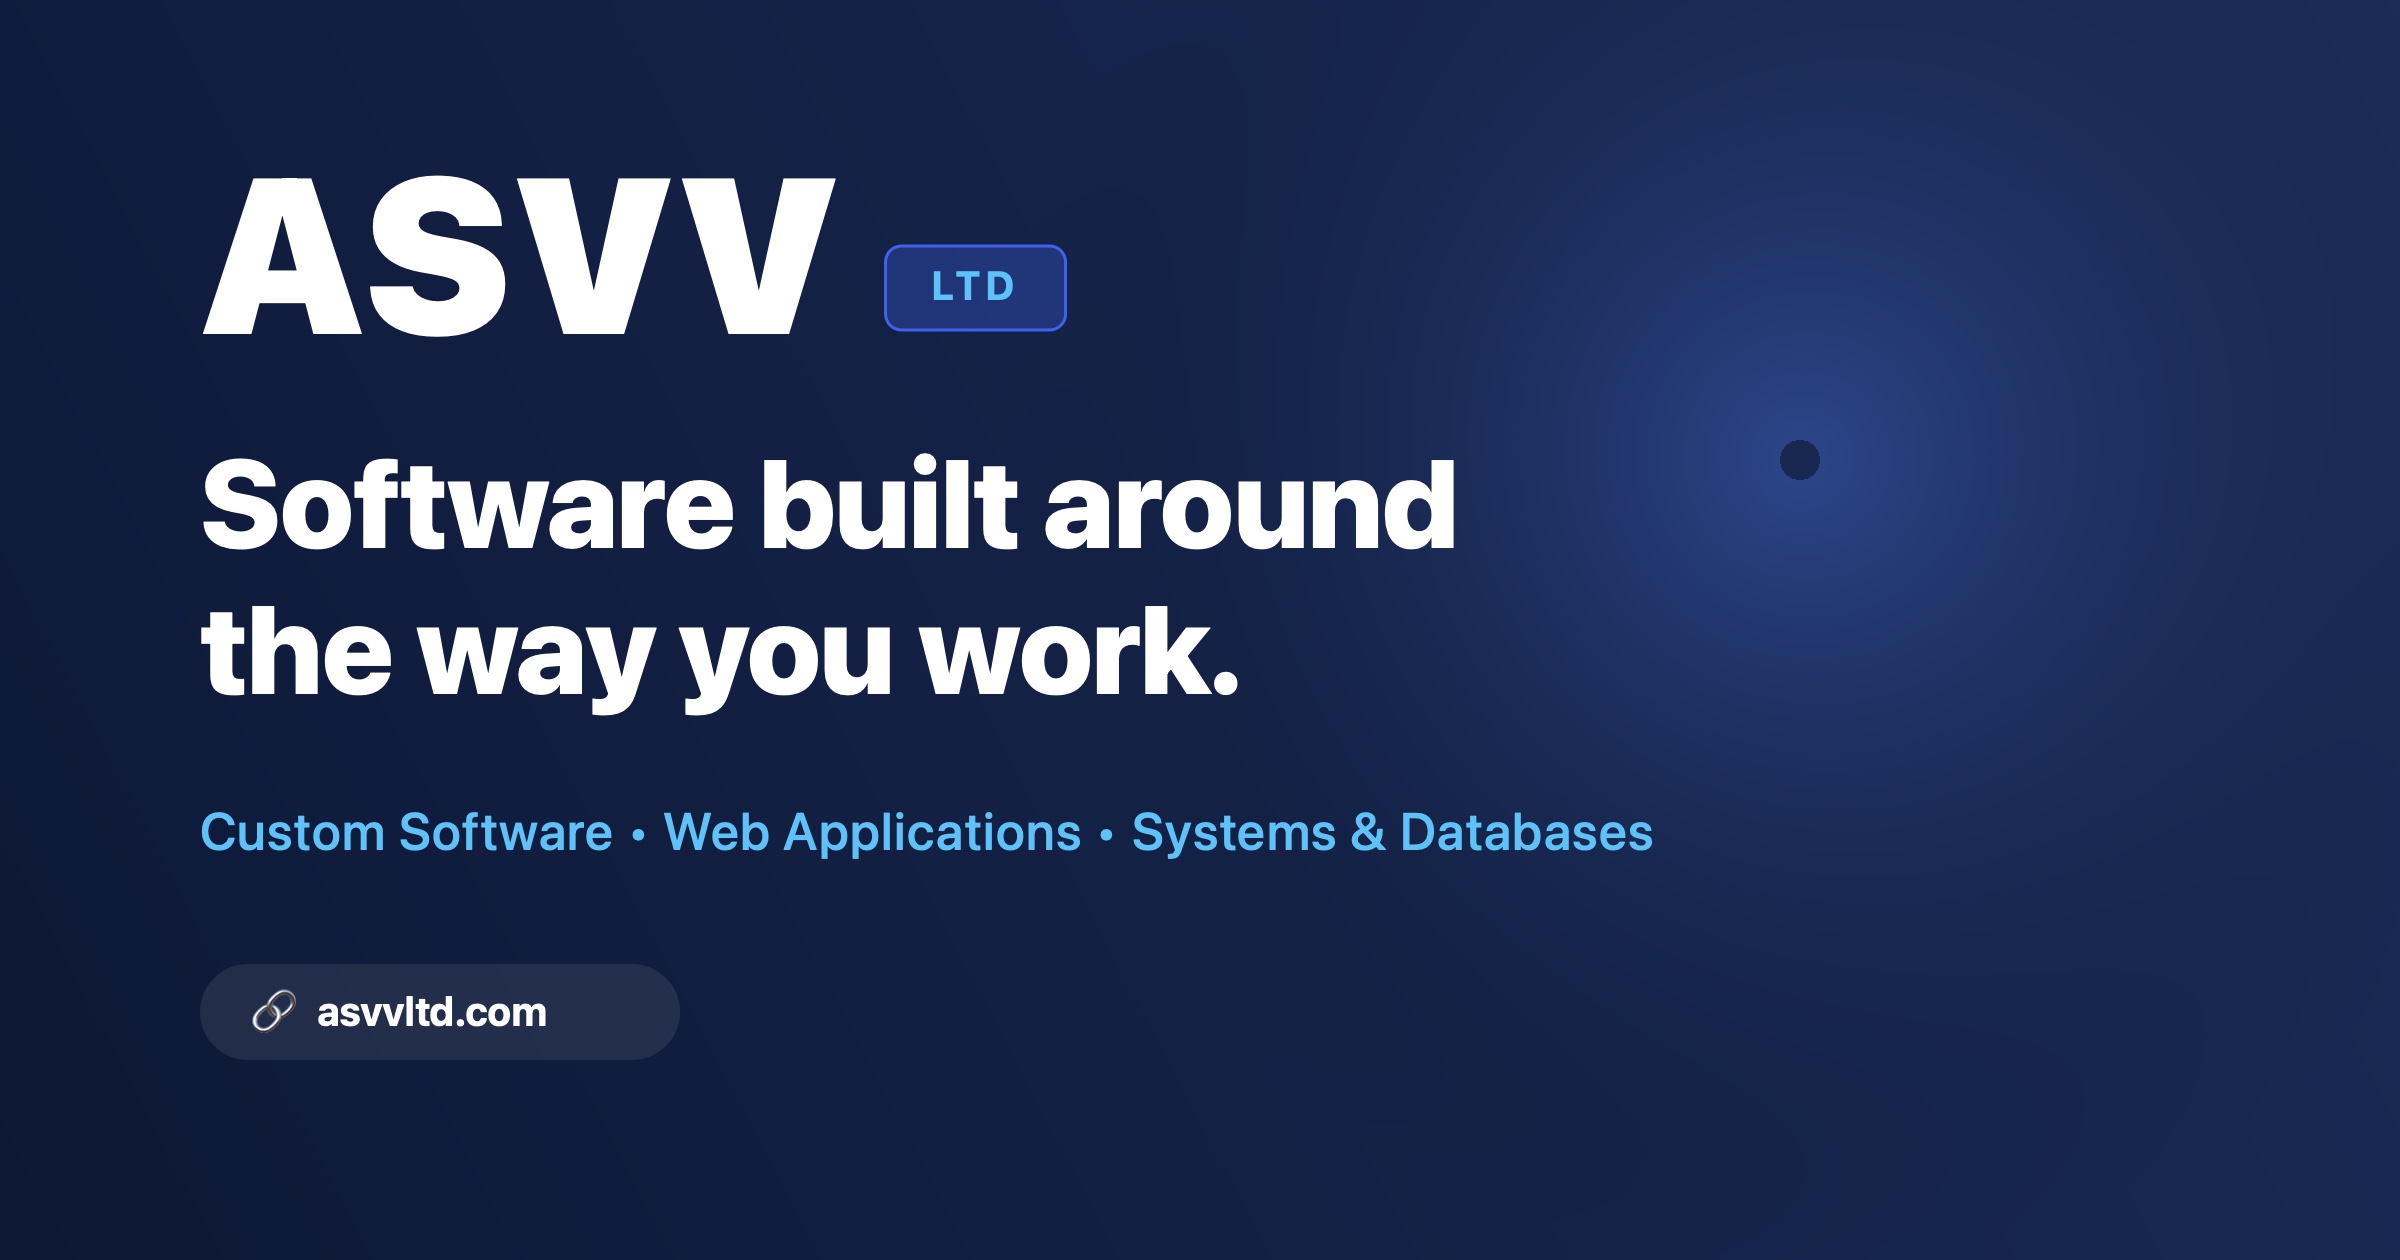 ASVV LTD
Software built around
the way you work.
Custom Software • Web Applications • Systems & Databases
asvvltd.com